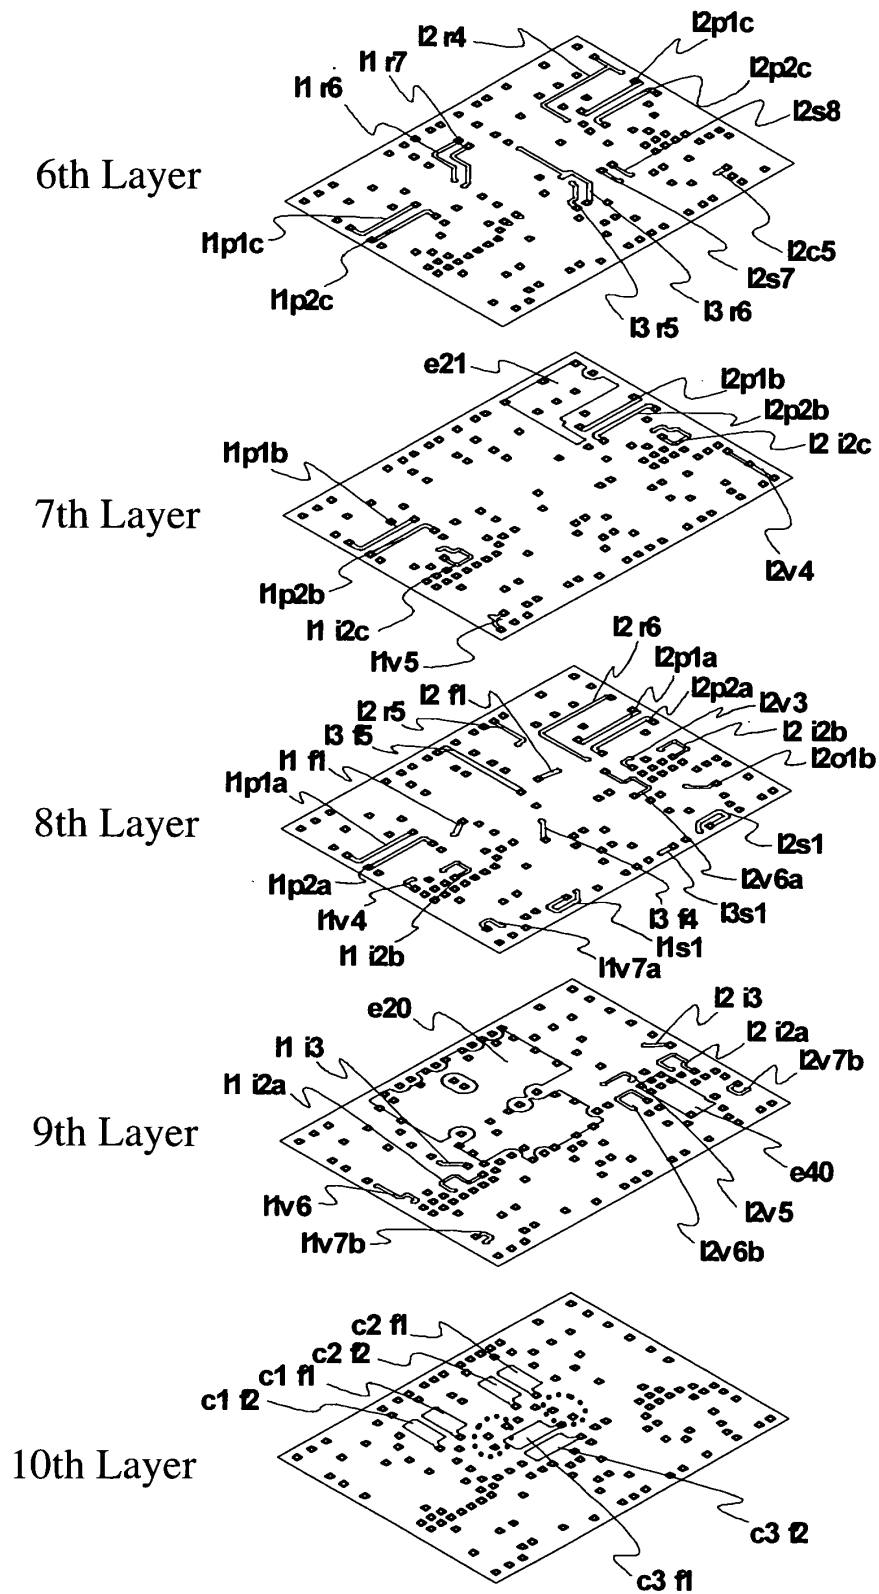 l2 r4
l2p1c
l1 r7
l2p2c
l1 r6
l2s8
6th Layer
l1p1c
l2c5
l2s7
l1p2c
l3 r6
l3 r5
e21
l2p1b
l2p2b
l1p1b
l2 i2c
7th Layer
l2v4
l1p2b
l1 i2c
l1v5
l2 r6
l2p1a
l2 f1
l2p2a
l2 r5
l2v3
l3 f5
l2 i2b
l1 f1
l2o1b
l1p1a
8th Layer
l2s1
l1p2a
l2v6a
l1v4
l3s1
l3 f4
l1 i2b
l1s1
l1v7a
e20
l2 i3
l2 i2a
l1 i3
l2v7b
l1 i2a
9th Layer
e40
l1v6
l2v5
l1v7b
l2v6b
c2 f1
c2 f2
c1 f1
c1 f2
10th Layer
c3 f2
c3 f1